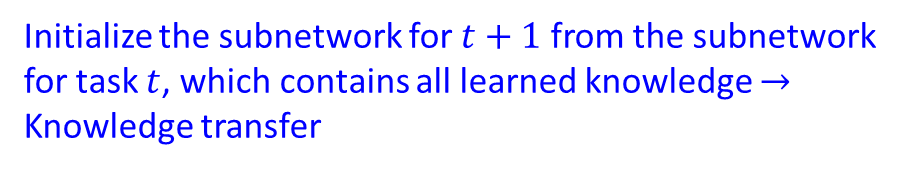 Initialize the subnetwork for t + 1 from the subnetwork
for task t, which contains all learned knowledge →
Knowledge transfer